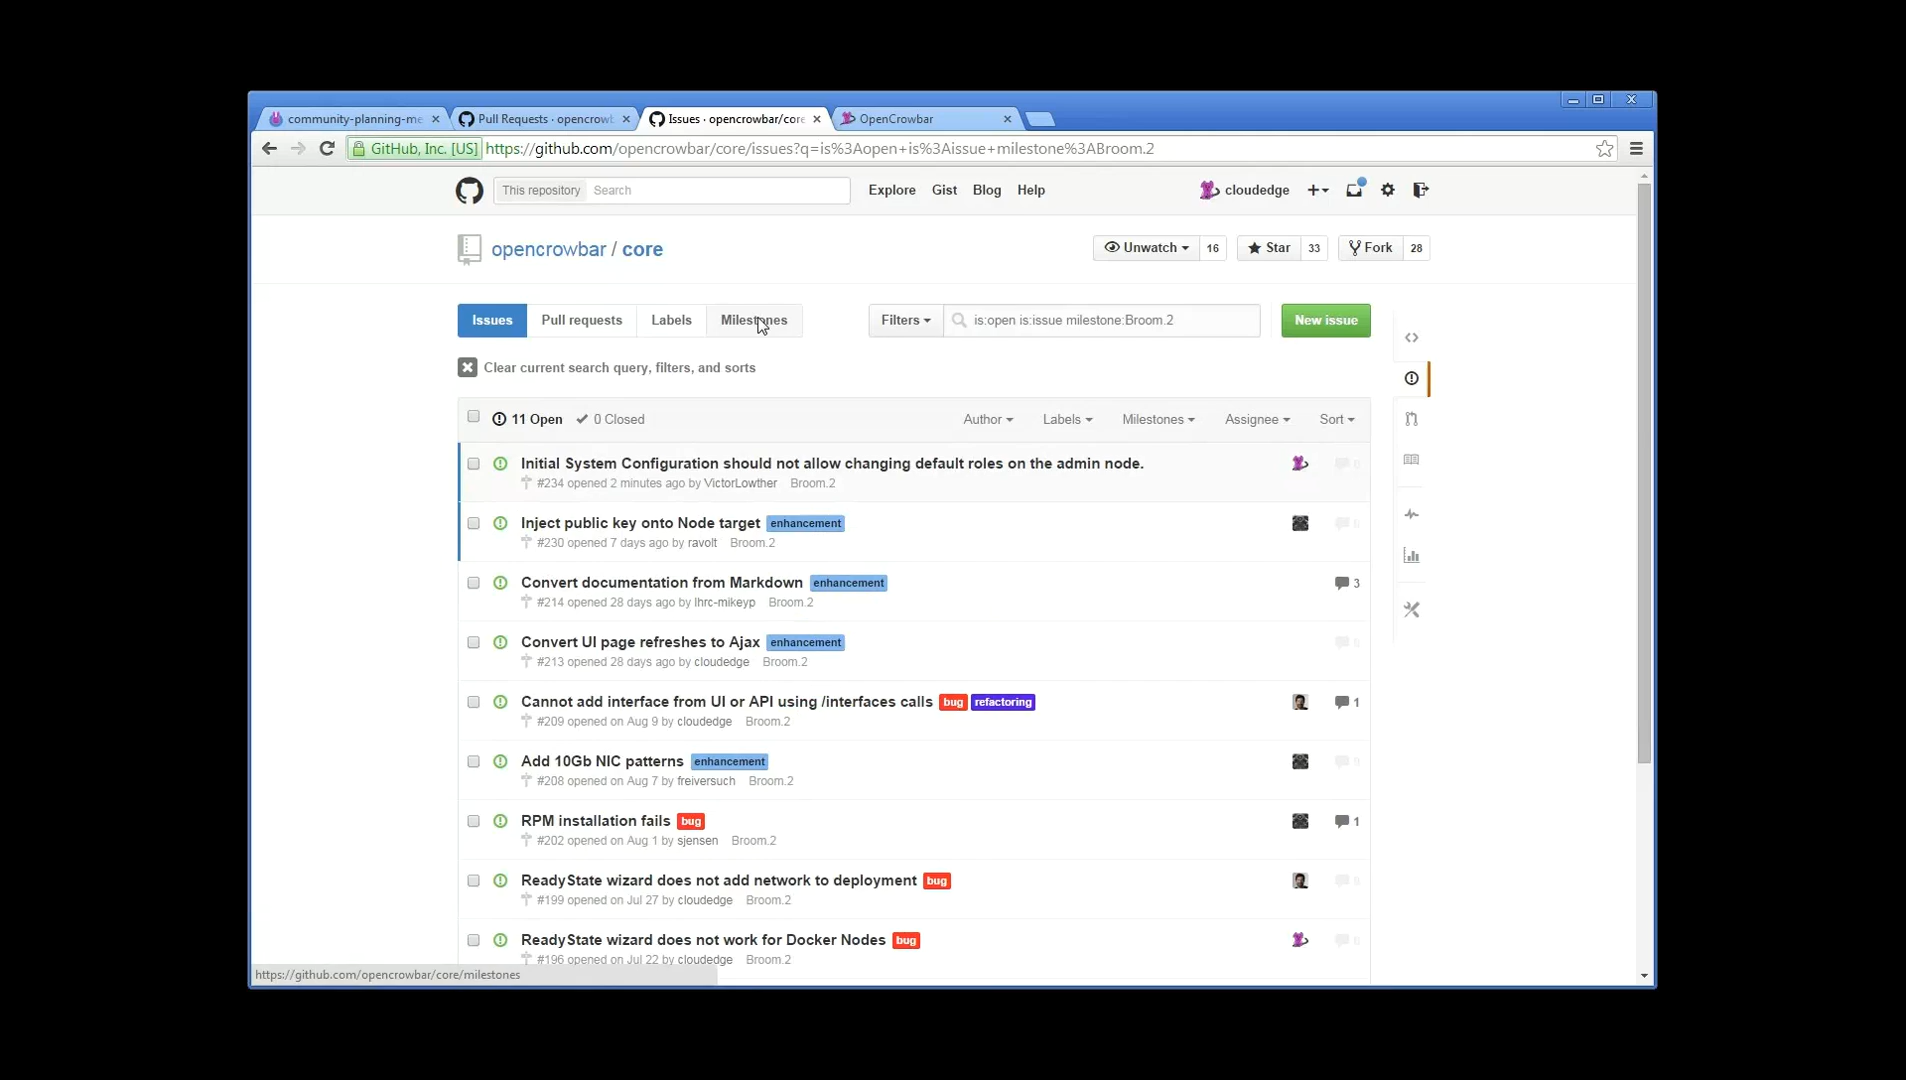 community-planning-me
Pull Requests · opencrowb
Issues · opencrowbar/core
OpenCrowbar
GitHub, Inc. [US]
https://github.com/opencrowbar/core/issues?q=is%3Aopen+is%3Aissue+milestone%3ABroom.2
This repository
Search
Explore
Gist
Blog
Help
cloudedge
opencrowbar / core
Unwatch
16
Star
33
Fork
28
Issues
Pull requests
Labels
Milestones
Filters
is:open is:issue milestone:Broom.2
New issue
Clear current search query, filters, and sorts
11 Open
0 Closed
Author
Labels
Milestones
Assignee
Sort
Initial System Configuration should not allow changing default roles on the admin node.
#234 opened 2 minutes ago by VictorLowther Broom.2
Inject public key onto Node target enhancement
#230 opened 7 days ago by ravolt Broom.2
Convert documentation from Markdown enhancement
3
#214 opened 28 days ago by lhrc-mikeyp Broom.2
Convert UI page refreshes to Ajax enhancement
#213 opened 28 days ago by cloudedge Broom.2
Cannot add interface from UI or API using /interfaces calls bug refactoring
1
#209 opened on Aug 9 by cloudedge Broom.2
Add 10Gb NIC patterns enhancement
#208 opened on Aug 7 by freiversuch Broom.2
RPM installation fails bug
1
#202 opened on Aug 1 by sjensen Broom.2
ReadyState wizard does not add network to deployment bug
#199 opened on Jul 27 by cloudedge Broom.2
ReadyState wizard does not work for Docker Nodes bug
#196 opened on Jul 22 by cloudedge Broom.2
https://github.com/opencrowbar/core/milestones